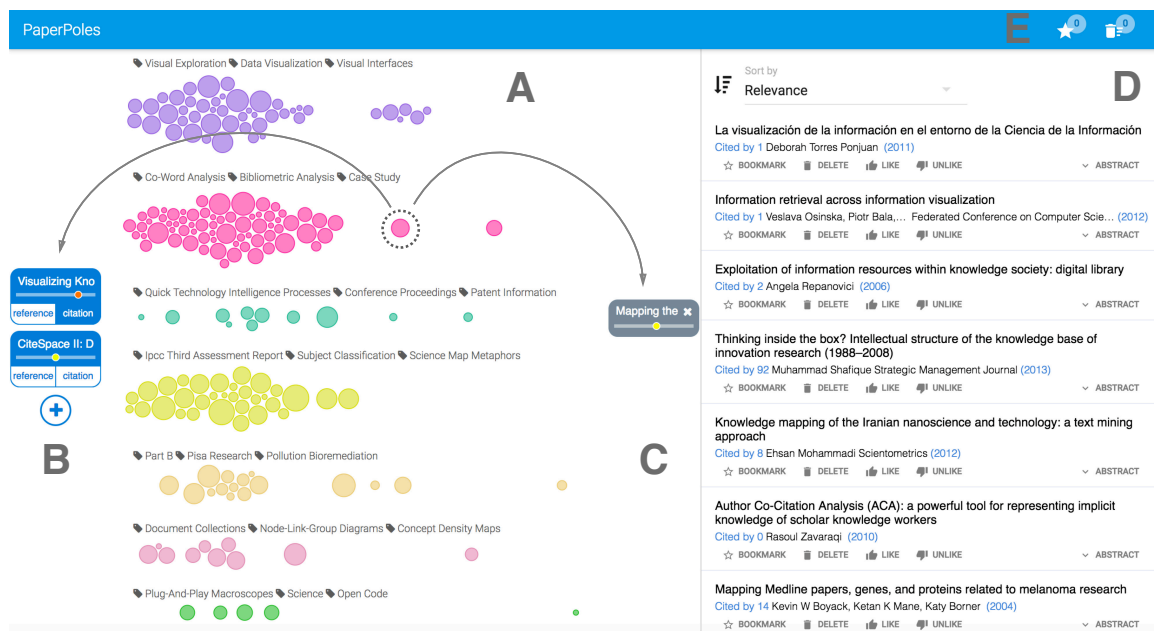 PaperPoles
E
0
0
Visual Exploration Data Visualization Visual Interfaces
A
Co-Word Analysis Bibliometric Analysis Case Study
Visualizing Kno
reference citation
CiteSpace II: D
reference citation
B
Quick Technology Intelligence Processes Conference Proceedings Patent Information
Mapping the
Ipcc Third Assessment Report Subject Classification Science Map Metaphors
C
Part B Pisa Research Pollution Bioremediation
Document Collections Node-Link-Group Diagrams Concept Density Maps
Plug-And-Play Macroscopes Science Open Code
Sort by
Relevance
D
La visualización de la información en el entorno de la Ciencia de la Información
Cited by 1 Deborah Torres Ponjuan (2011)
BOOKMARK DELETE LIKE UNLIKE ABSTRACT
Information retrieval across information visualization
Cited by 1 Veslava Osinska, Piotr Bala,... Federated Conference on Computer Scie... (2012)
BOOKMARK DELETE LIKE UNLIKE ABSTRACT
Exploitation of information resources within knowledge society: digital library
Cited by 2 Angela Repanovici (2006)
BOOKMARK DELETE LIKE UNLIKE ABSTRACT
Thinking inside the box? Intellectual structure of the knowledge base of
innovation research (1988–2008)
Cited by 92 Muhammad Shafique Strategic Management Journal (2013)
BOOKMARK DELETE LIKE UNLIKE ABSTRACT
Knowledge mapping of the Iranian nanoscience and technology: a text mining
approach
Cited by 8 Ehsan Mohammadi Scientometrics (2012)
BOOKMARK DELETE LIKE UNLIKE ABSTRACT
Author Co-Citation Analysis (ACA): a powerful tool for representing implicit
knowledge of scholar knowledge workers
Cited by 0 Rasoul Zavaraqi (2010)
BOOKMARK DELETE LIKE UNLIKE ABSTRACT
Mapping Medline papers, genes, and proteins related to melanoma research
Cited by 14 Kevin W Boyack, Ketan K Mane, Katy Borner (2004)
BOOKMARK DELETE LIKE UNLIKE ABSTRACT